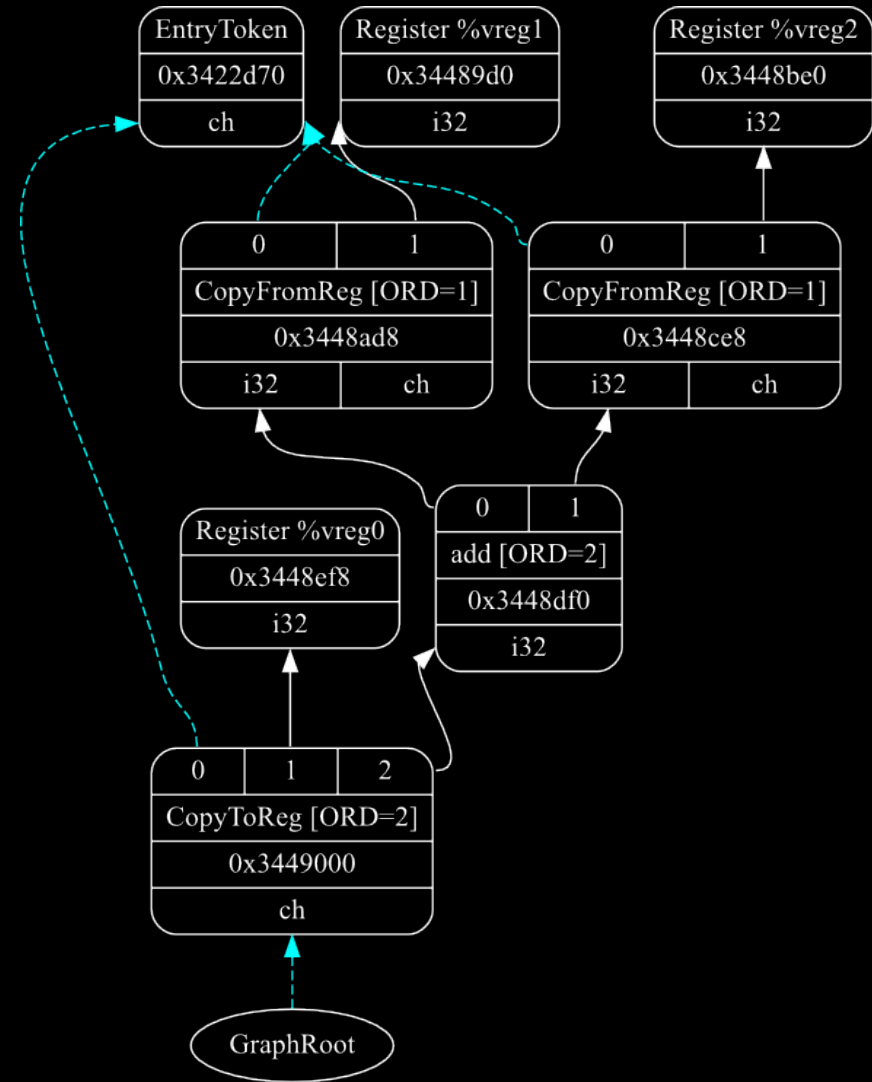 EntryToken
0x3422d70
ch
Register %vreg1
0x34489d0
i32
Register %vreg2
0x3448be0
i32
0 1
CopyFromReg [ORD=1]
0x3448ad8
i32 ch
0 1
CopyFromReg [ORD=1]
0x3448ce8
i32 ch
Register %vreg0
0x3448ef8
i32
0 1
add [ORD=2]
0x3448df0
i32
0 1 2
CopyToReg [ORD=2]
0x3449000
ch
GraphRoot